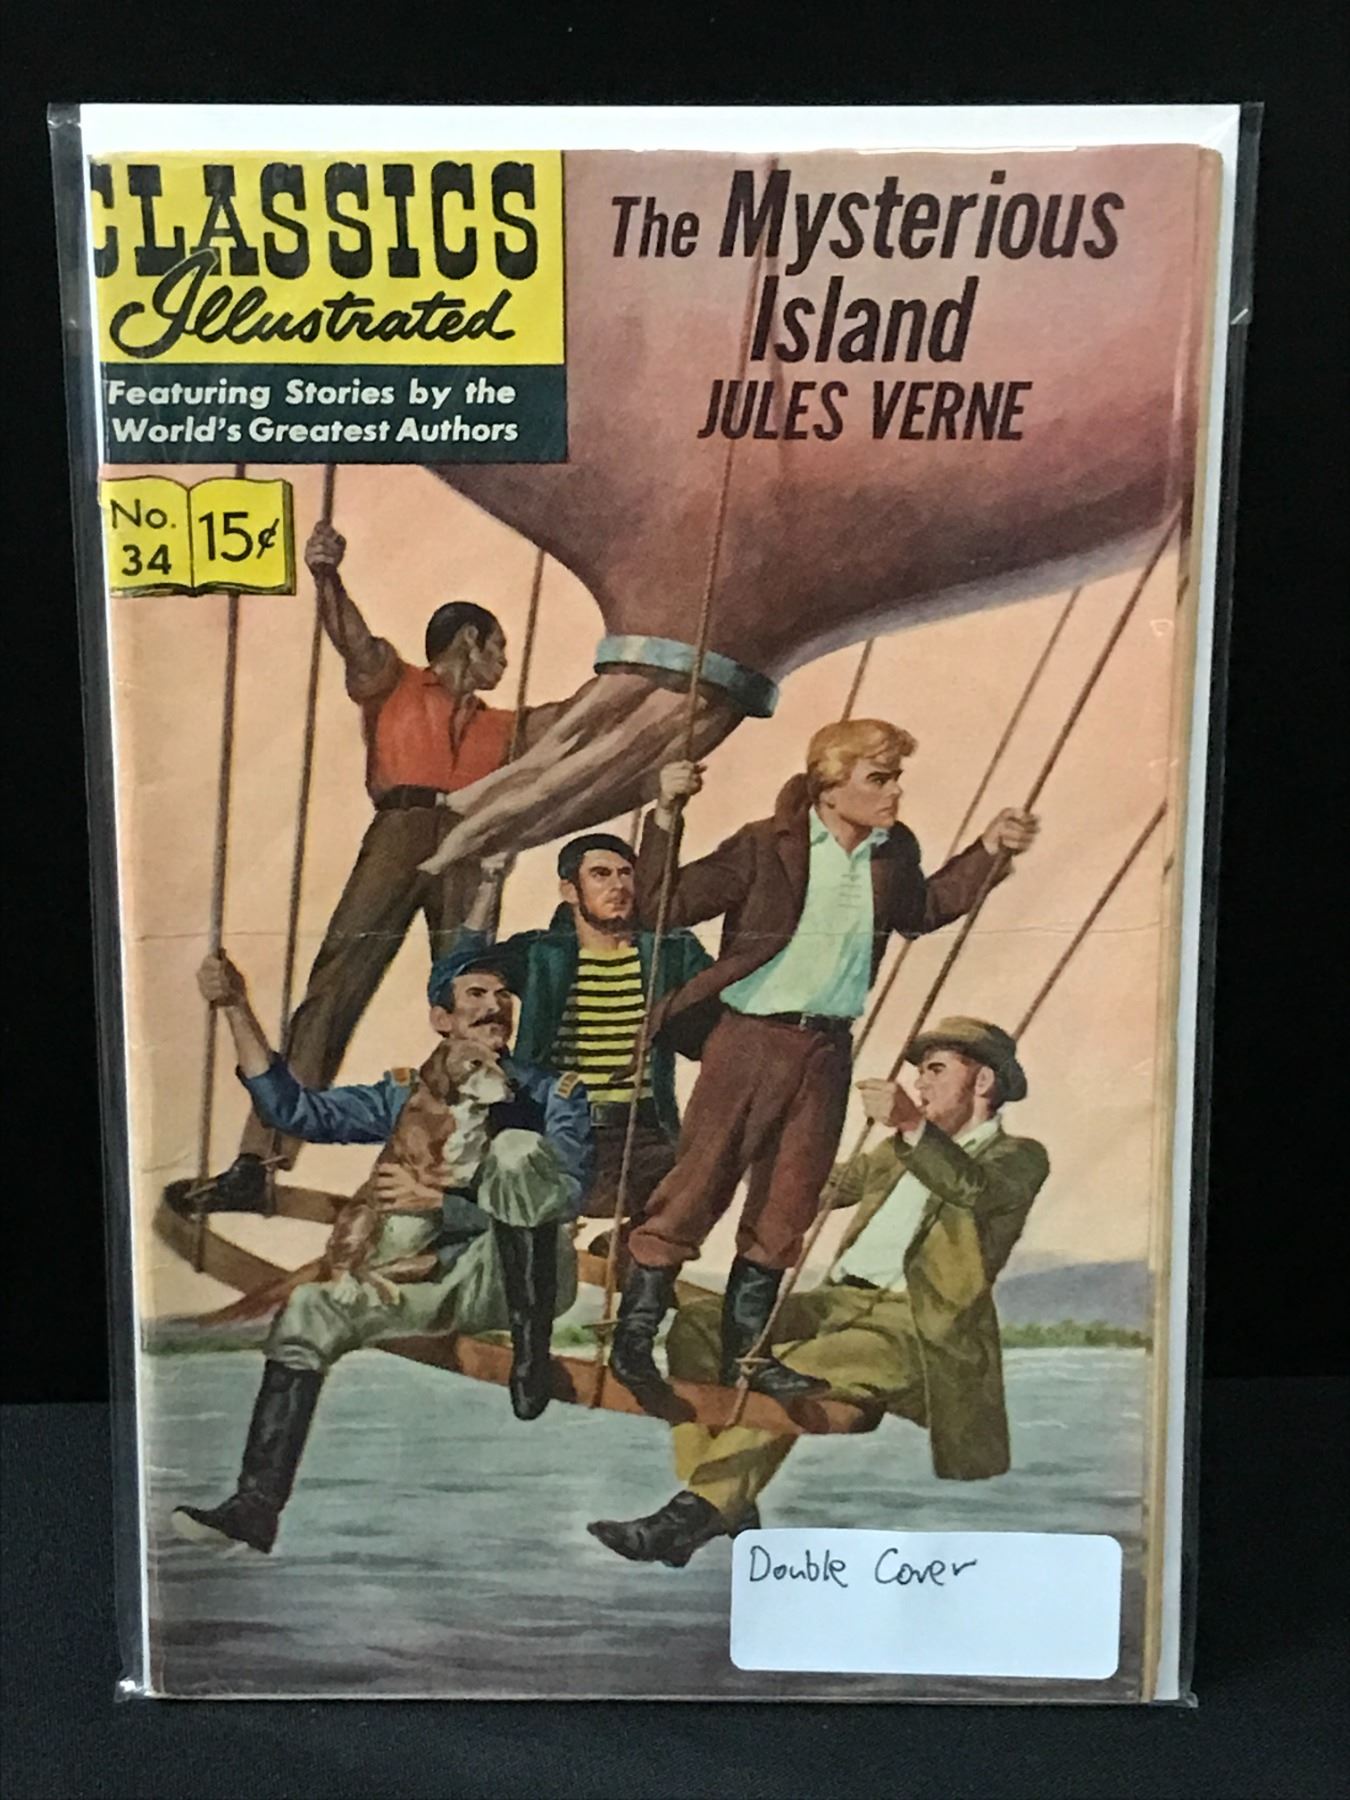 CLASSICS
Illustrated
Featuring Stories by the
World's Greatest Authors
No.
34
15¢
The Mysterious
Island
JULES VERNE
Double Cover